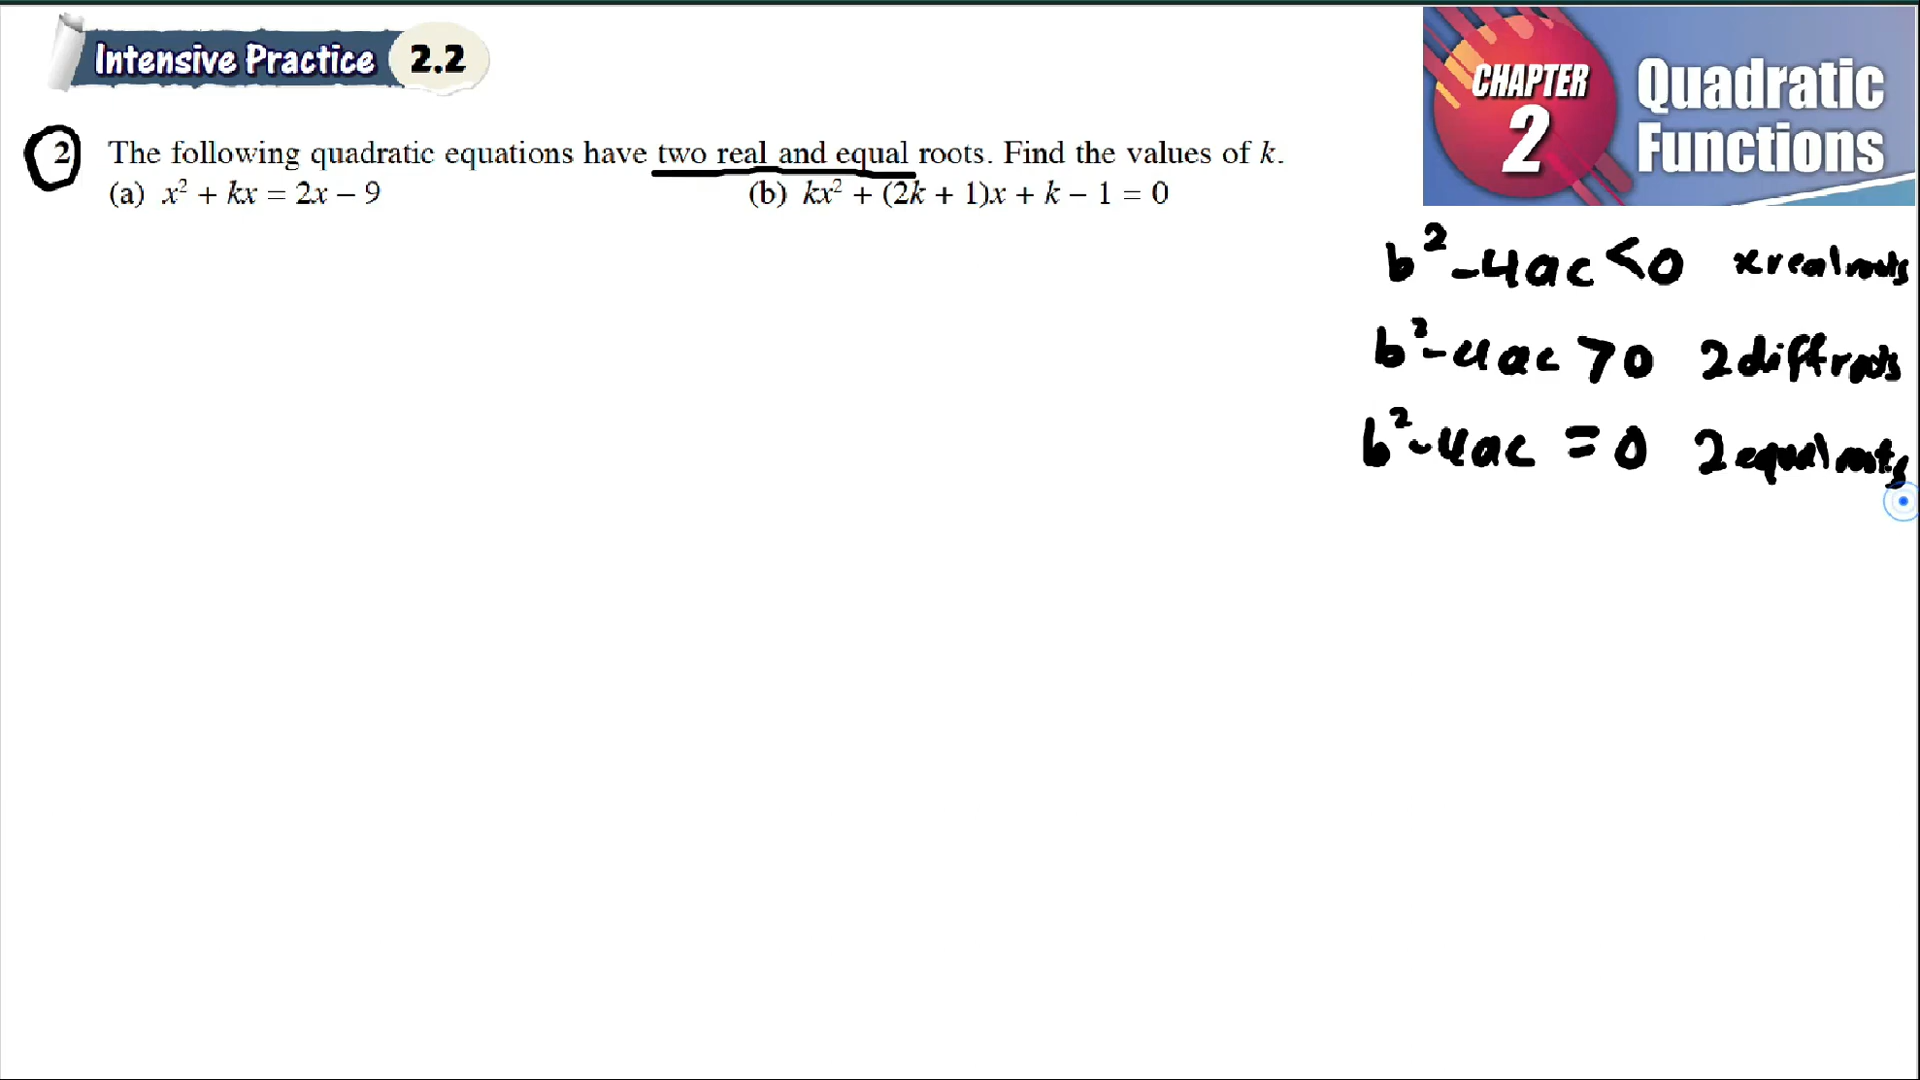 Intensive Practice 2.2
CHAPTER 2 Quadratic Functions
2 The following quadratic equations have two real and equal roots. Find the values of k.
(a) x² + kx = 2x − 9 (b) kx² + (2k + 1)x + k − 1 = 0
b² - 4ac < 0 x real roots
b² - 4ac > 0 2 diff roots
b² - 4ac = 0 2 equal roots